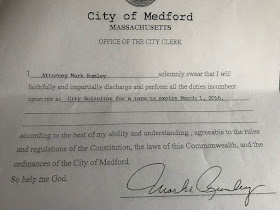 City of Medford
MASSACHUSETTS
OFFICE OF THE CITY CLERK
I Attorney Mark Rumley solemnly swear that I will
faithfully and impartially discharge and perform all the duties incumbent
upon me as City Solicitor for a term to expire March 1, 2016.
according to the best of my ability and understanding, agreeable to the rules
and regulations of the Constitution, the laws of this Commonwealth, and the
ordinances of the City of Medford.
So help me God.
Mark Rumley